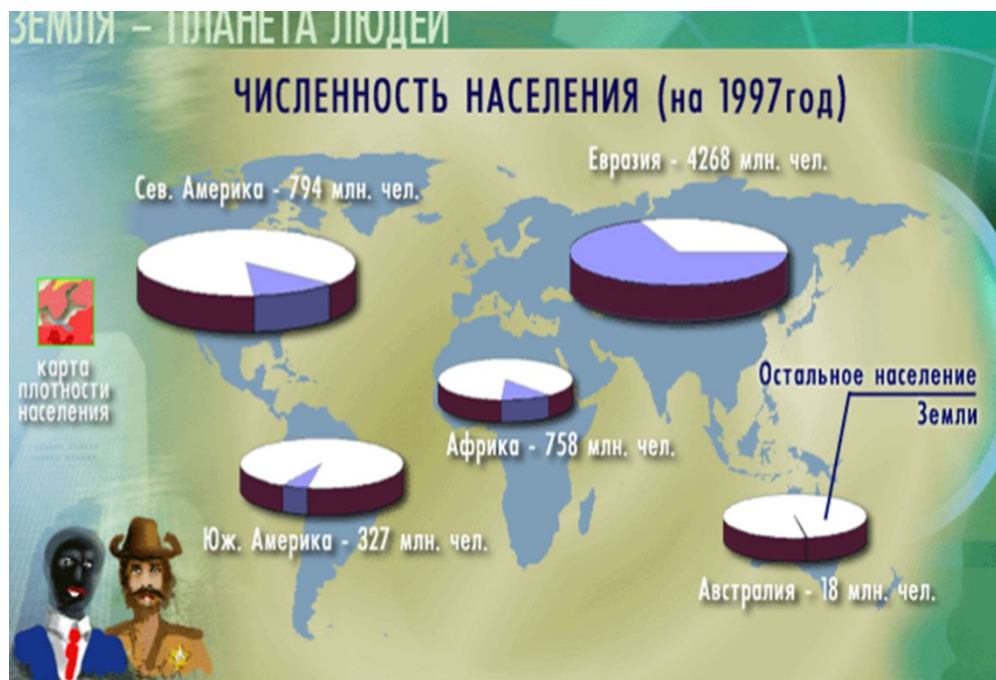 ЗЕМЛЯ – ПЛАНЕТА ЛЮДЕЙ
ЧИСЛЕННОСТЬ НАСЕЛЕНИЯ (на 1997год)
Евразия - 4268 млн. чел.
Сев. Америка - 794 млн. чел.
карта
плотности
населения
Остальное население
Земли
Африка - 758 млн. чел.
Юж. Америка - 327 млн. чел.
Австралия - 18 млн. чел.